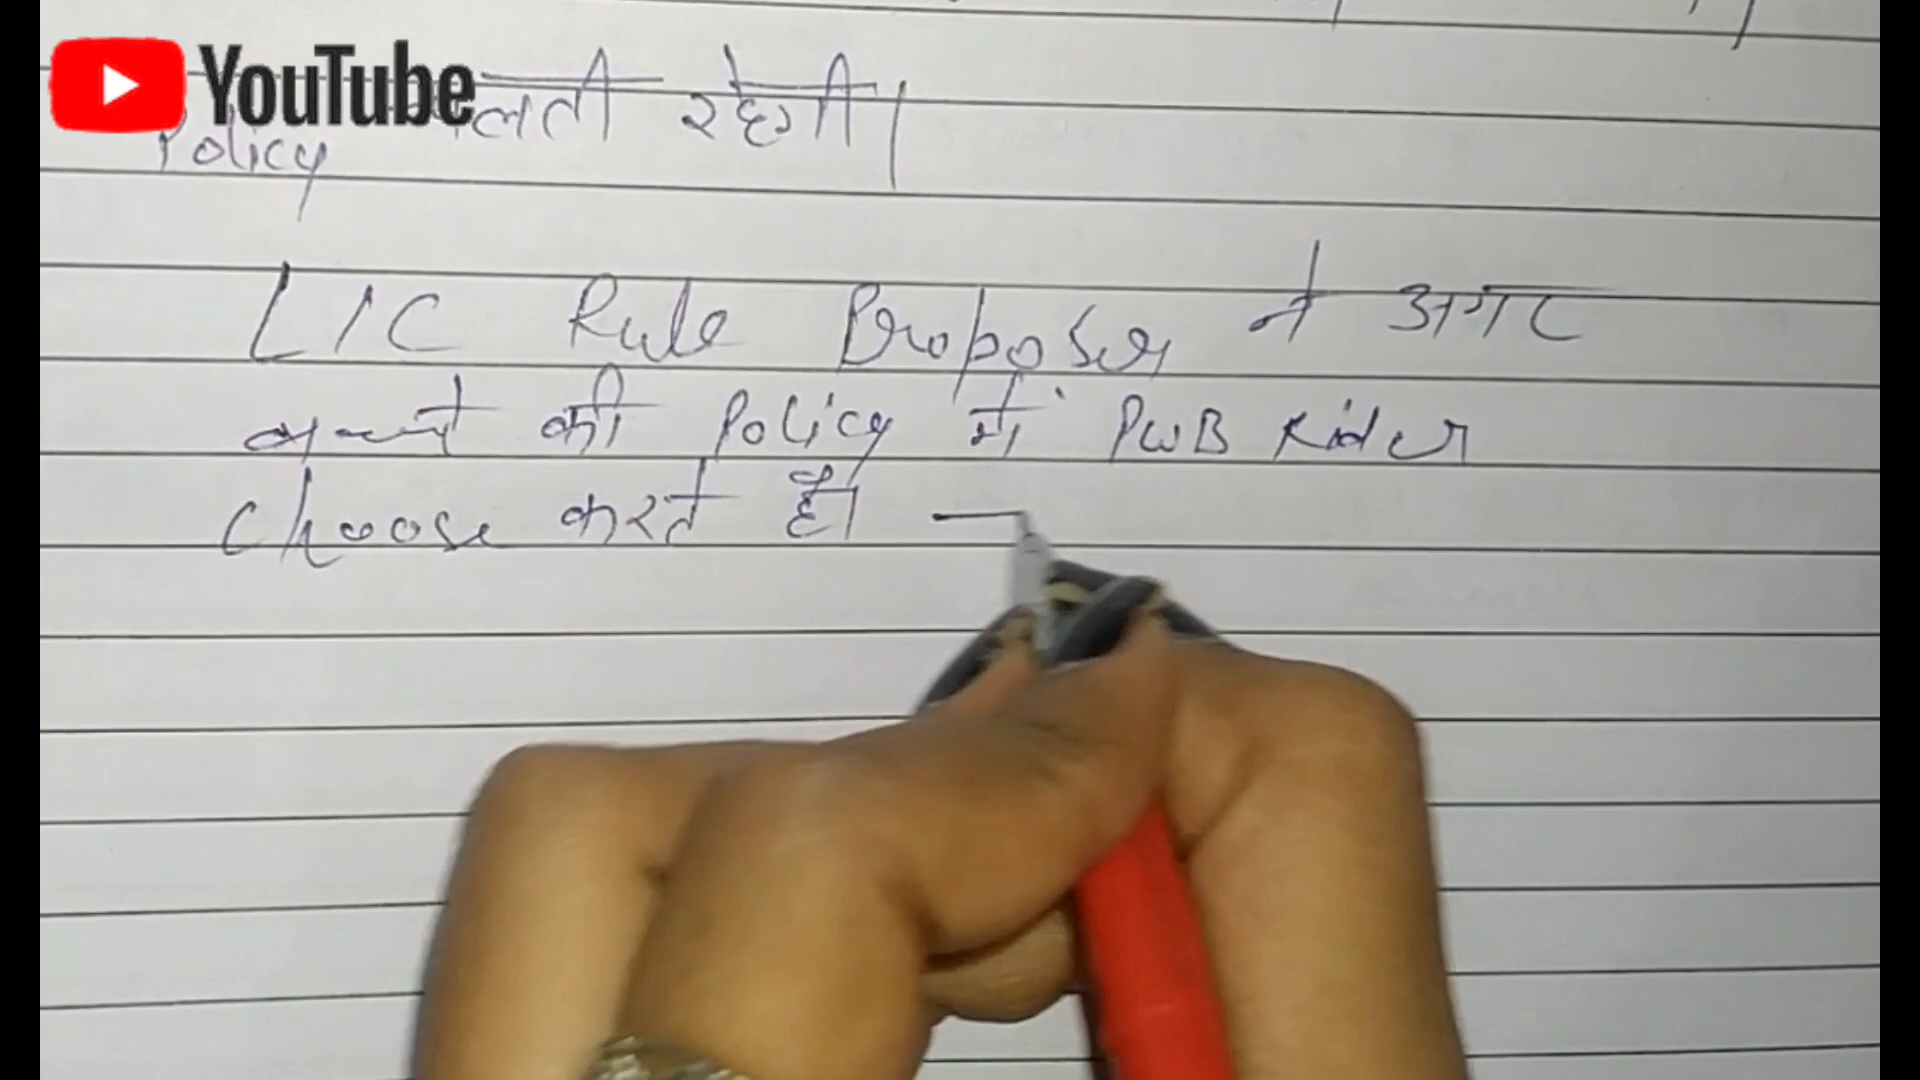 YouTube
Policy चलती रहेगी।
LIC Rule Proposer ने अगर
बच्चे की Policy में PWB Rider
choose करते है।